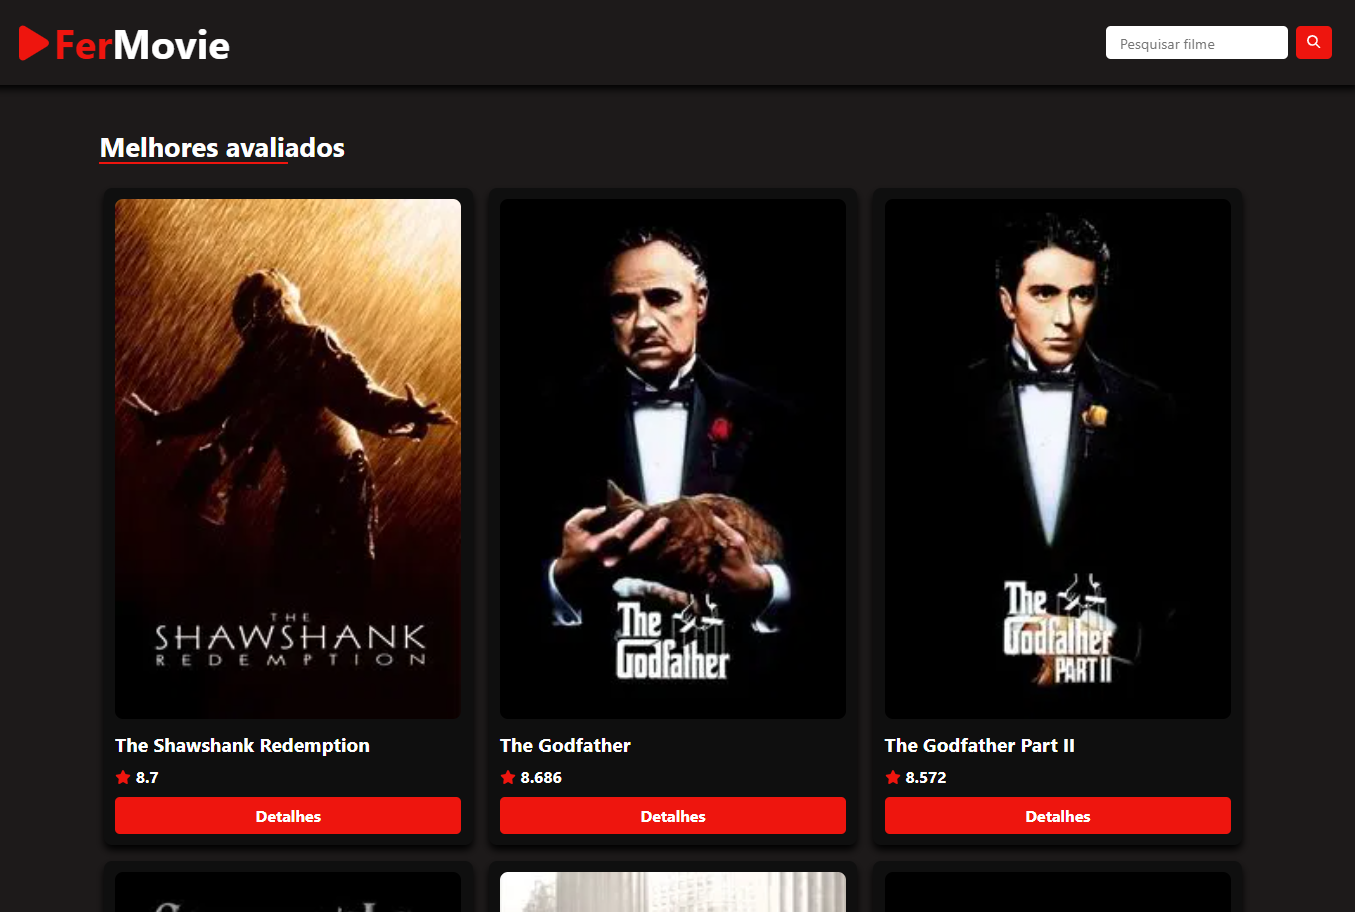 FerMovie
Pesquisar filme
Melhores avaliados
THE
SHAWSHANK
REDEMPTION
The
Godfather
The
Godfather
PART II
The Shawshank Redemption
The Godfather
The Godfather Part II
8.7
8.686
8.572
Detalhes
Detalhes
Detalhes